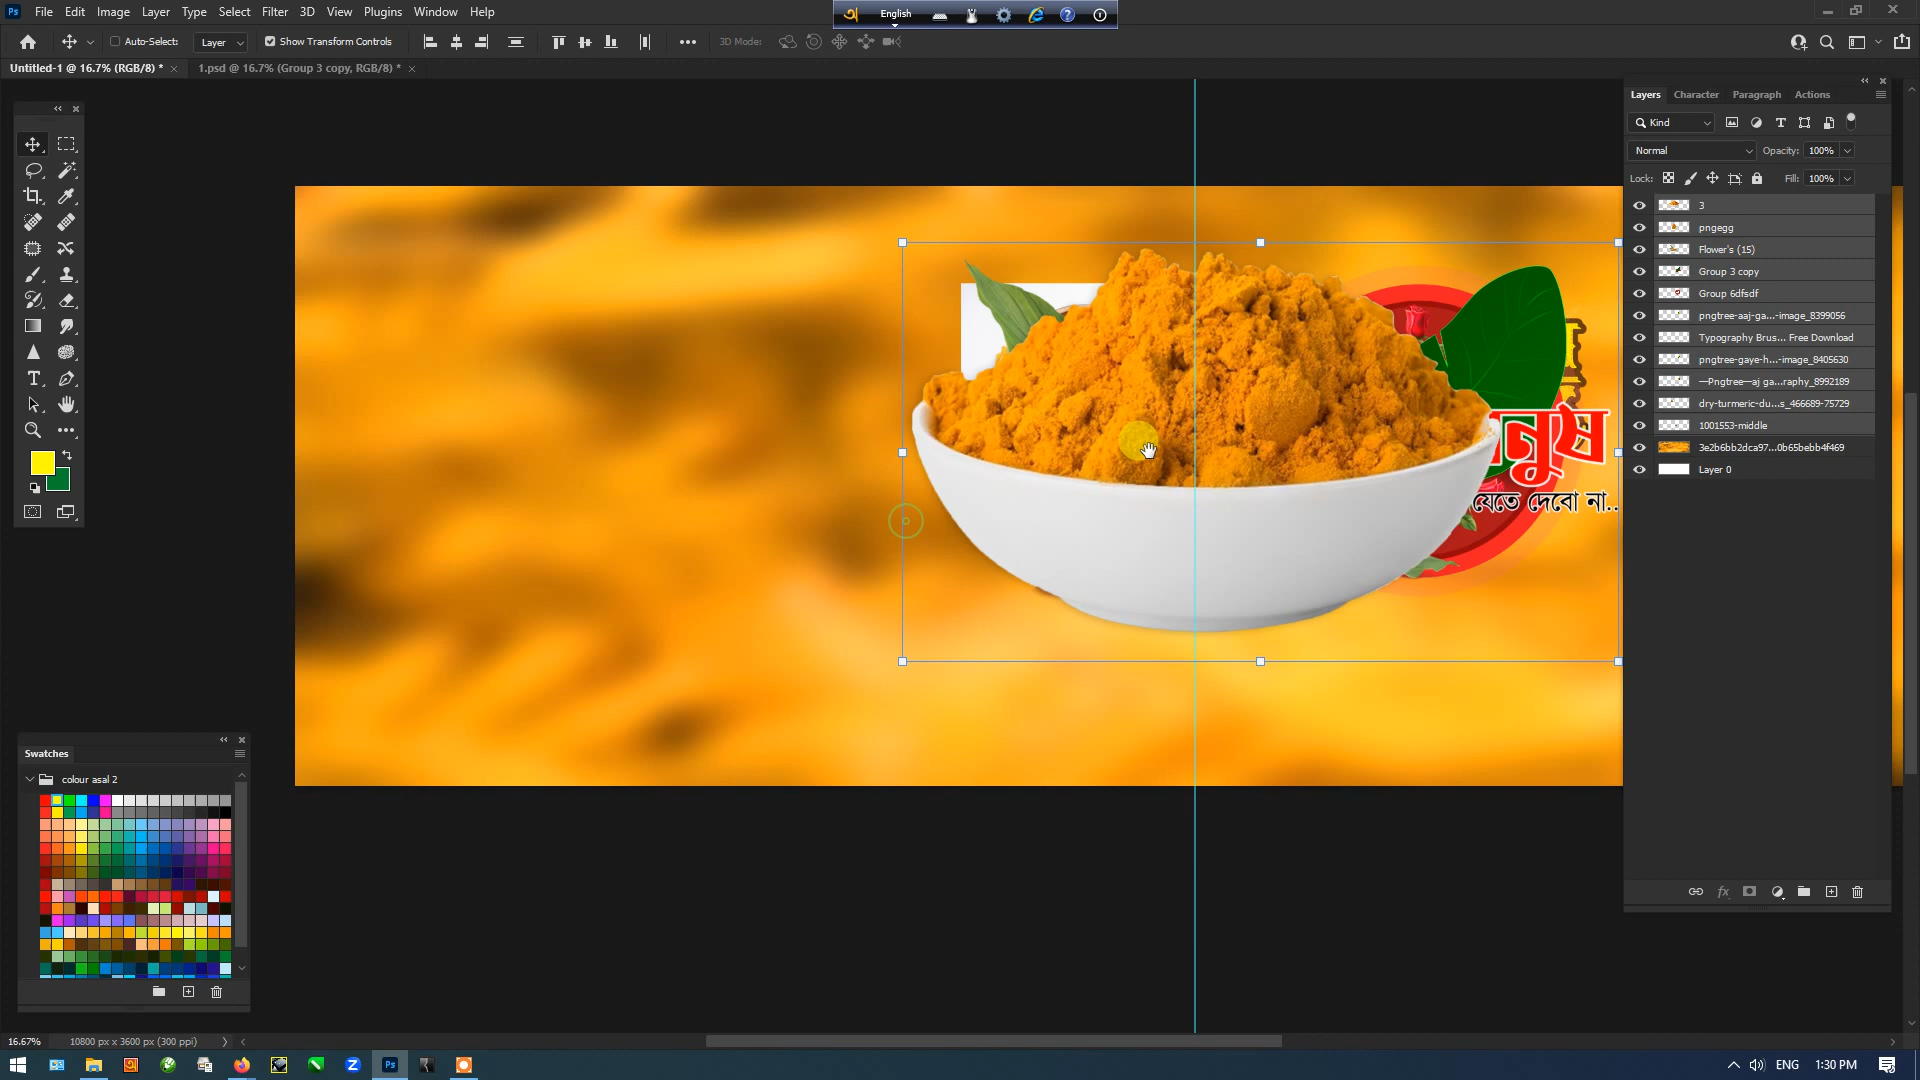 File Edit Image Layer Type Select Filter 3D View Plugins Window Help
English
Auto-Select: Layer Show Transform Controls 3D Mode:
Untitled-1 @ 16.7% (RGB/8) * 1.psd @ 16.7% (Group 3 copy, RGB/8) *
Layers Character Paragraph Actions
Kind
Normal Opacity: 100%
Lock: Fill: 100%
3
pngegg
Flower's (15)
Group 3 copy
Group 6dfsdf
pngtree-aaj-ga...-image_8399056
Typography Brus... Free Download
pngtree-gaye-h...-image_8405630
—Pngtree—aj ga...raphy_8992189
dry-turmeric-du...s_466689-75729
1001553-middle
3e2b6bb2dca97...0b65bebb4f469
Layer 0
যেতে দেবো না..
Swatches
colour asal 2
16.67% 10800 px x 3600 px (300 ppi)
ENG 1:30 PM